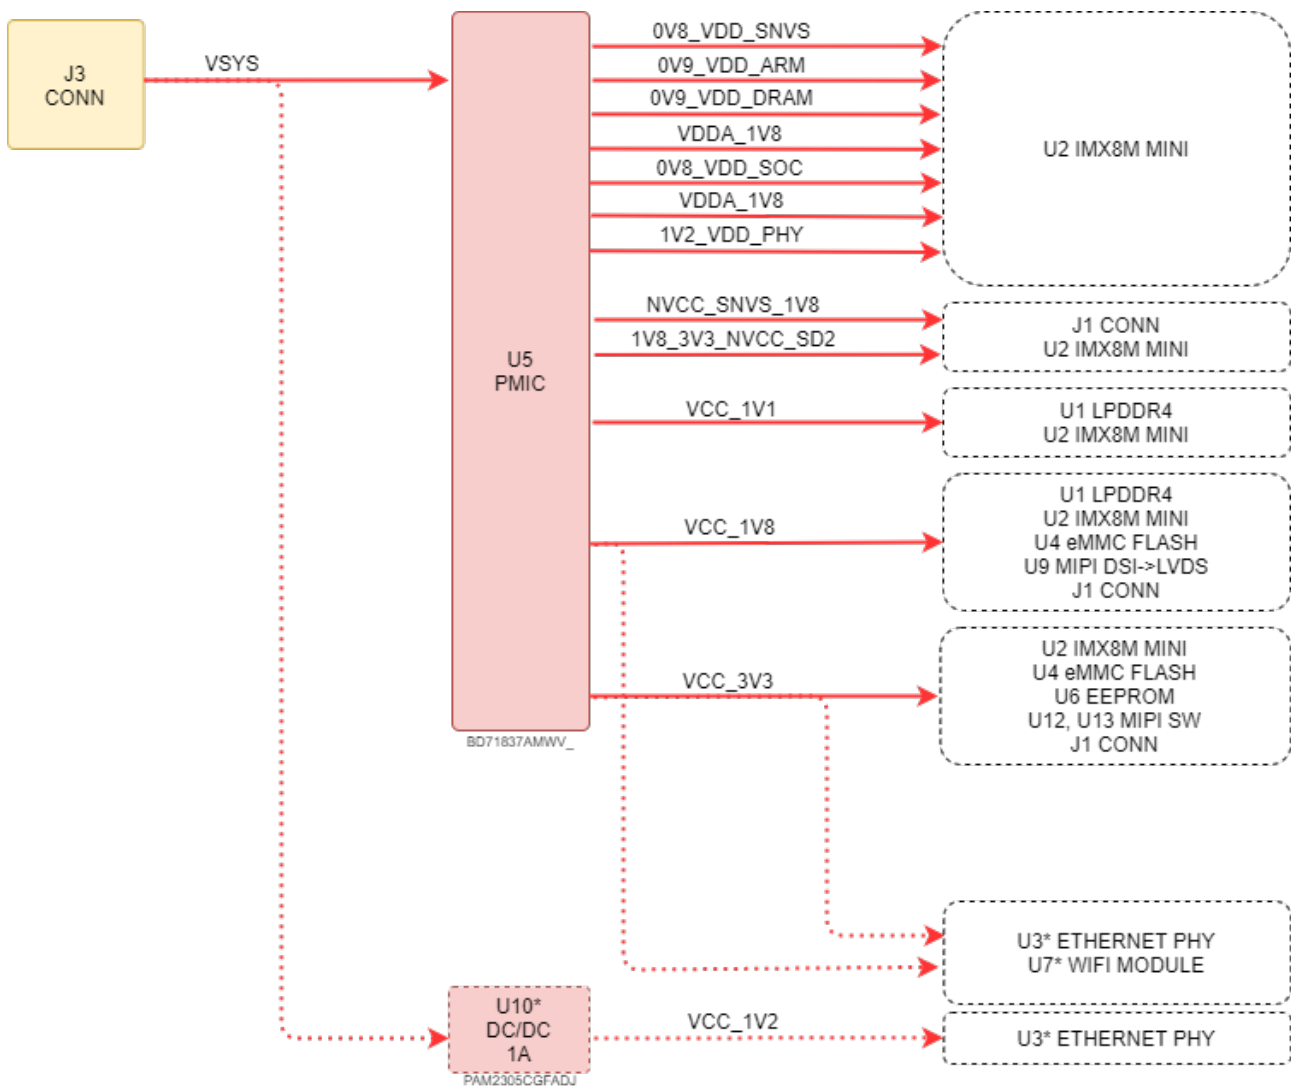 J3
CONN
VSYS
U5
PMIC
BD71837AMWV_
0V8_VDD_SNVS
0V9_VDD_ARM
0V9_VDD_DRAM
VDDA_1V8
0V8_VDD_SOC
VDDA_1V8
1V2_VDD_PHY
U2 IMX8M MINI
NVCC_SNVS_1V8
1V8_3V3_NVCC_SD2
J1 CONN
U2 IMX8M MINI
VCC_1V1
U1 LPDDR4
U2 IMX8M MINI
VCC_1V8
U1 LPDDR4
U2 IMX8M MINI
U4 eMMC FLASH
U9 MIPI DSI->LVDS
J1 CONN
VCC_3V3
U2 IMX8M MINI
U4 eMMC FLASH
U6 EEPROM
U12, U13 MIPI SW
J1 CONN
U3* ETHERNET PHY
U7* WIFI MODULE
U10*
DC/DC
1A
PAM2305CGFADJ
VCC_1V2
U3* ETHERNET PHY